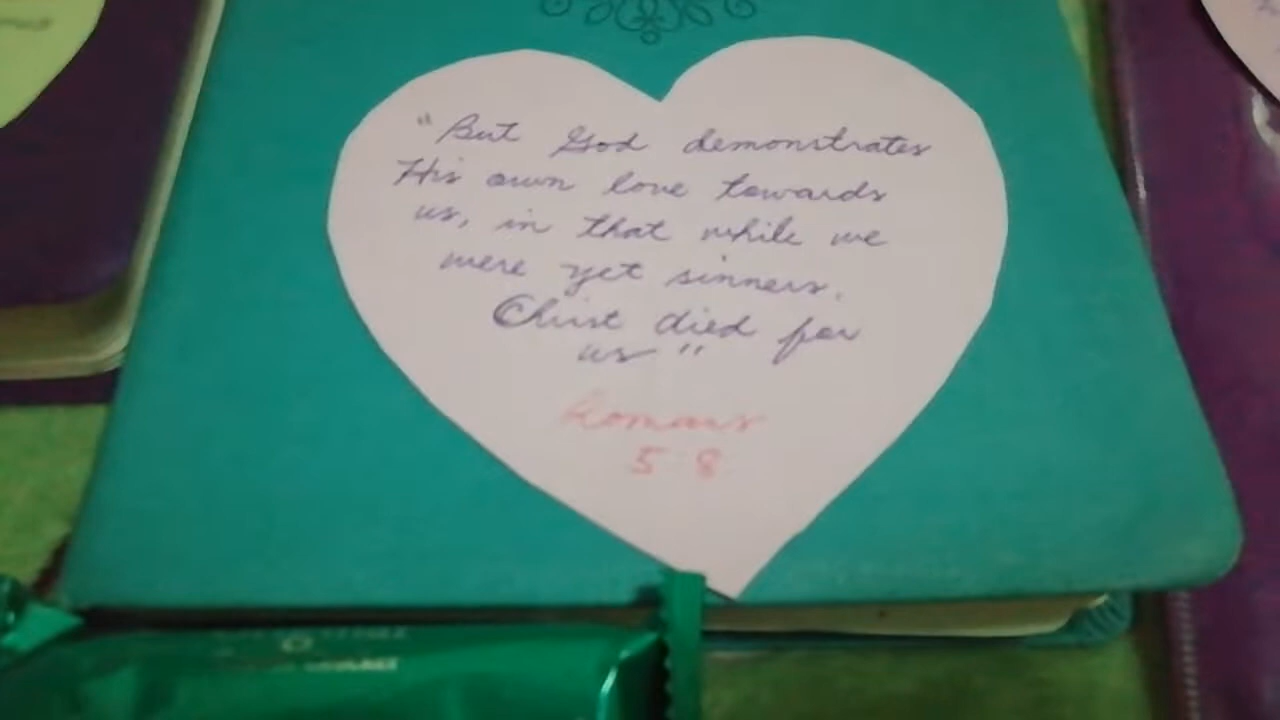 "But God demonstrates
His own love towards
us, in that while we
were yet sinners.
Christ died for
us"
Romans
5 8